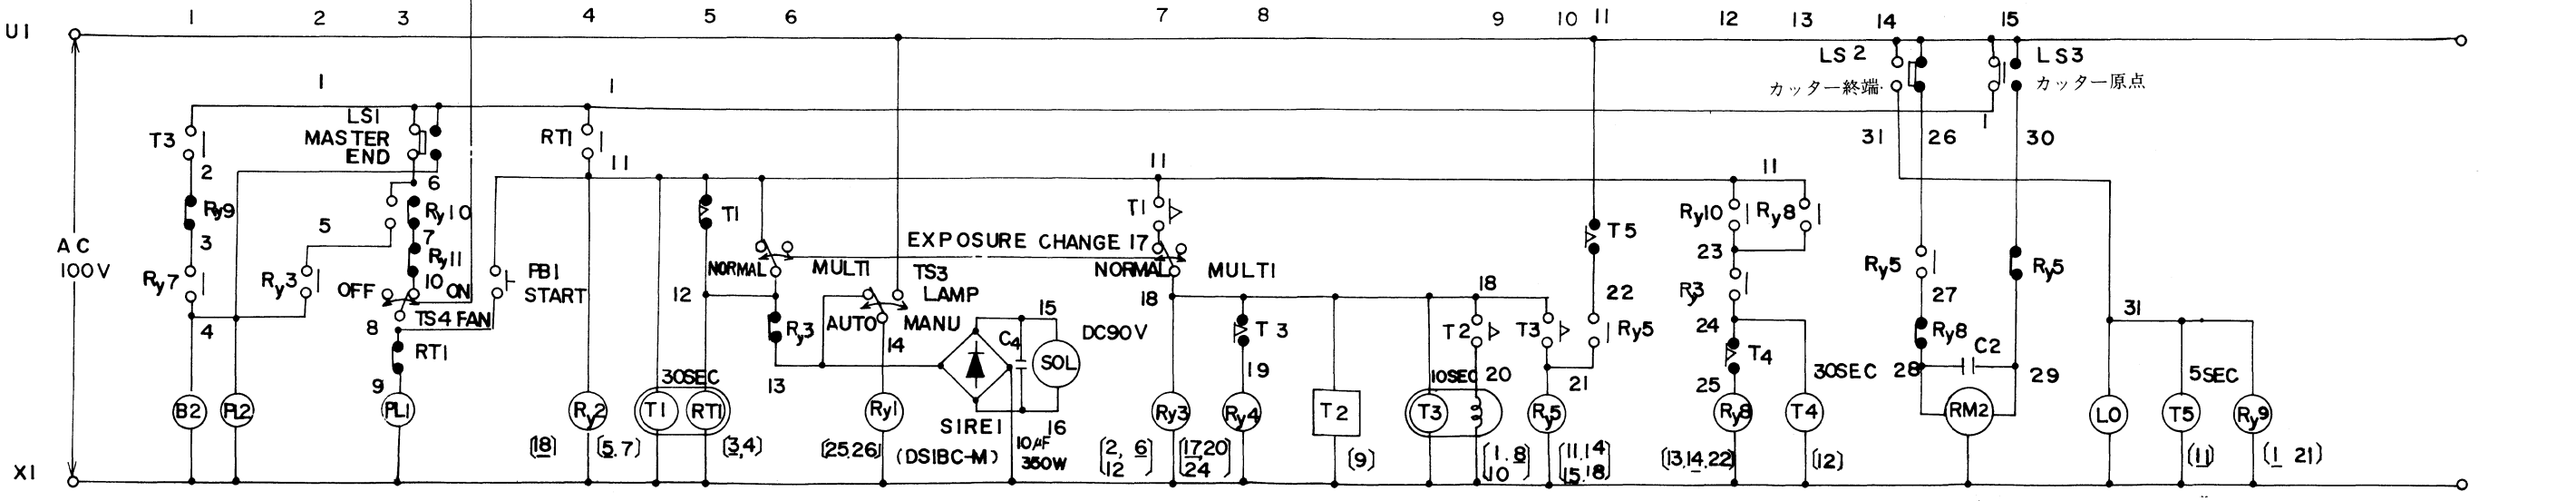 1 2 3 4 5 6 7 8 9 10 11 12 13 14 15
U1
LS2 LS3
カッター終端 カッター原点
1 1
LS1
T3 MASTER RT1 1 31 26 30
END
2 11 11 11
6
Ry9 Ry10 T1 T1 Ry10 Ry8
5
3 7 EXPOSURE CHANGE 17 T5 23
AC
100V
Ry11
Ry7 Ry3 OFF 10 ON PB1 NORMAL MULTI TS3 NORMAL MULTI Ry5 Ry5
START
LAMP
12 18 18 22 Ry3 27 31
4 8 TS4 FAN Ry3 AUTO MANU 15 T3 T2 T3 Ry5 24 Ry8
RT1 14 C4 SOL DC90V T4 C2
9 30SEC 13 19 10SEC 20 21 25 30SEC 28 29 5SEC
B2 PL2 PL1 Ry2 T1 RT1 Ry1 Ry3 Ry4 T2 T3 Ry5 Ry8 T4 RM2 LO T5 Ry9
SIRE1 16
(18) (5.7) (3,4) (25.26) (DS1BC-M) 10μF (2, 6 (17,20 (9) (1.8 (11.14 (13.14.22) (12) (11) (1 21)
350W 12) 24) 10) 15.18)
X1